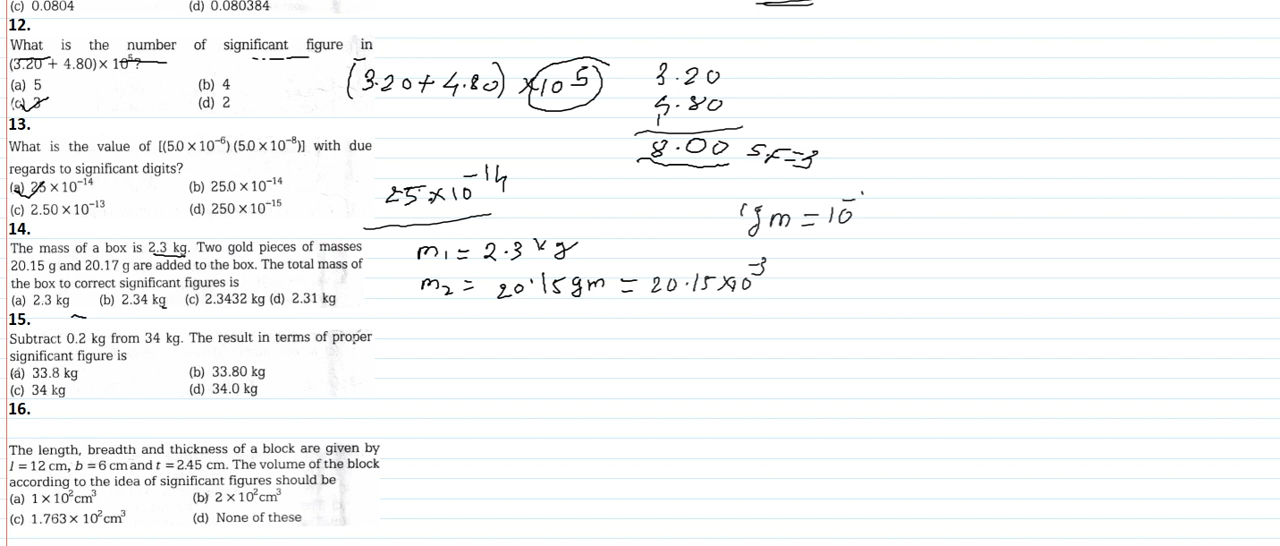 (c) 0.0804 (d) 0.080384
12.
What is the number of significant figure in
(3.20 + 4.80) × 10⁵?
(a) 5 (b) 4
(c) 3 (d) 2
13.
What is the value of [(5.0 × 10⁻⁶) (5.0 × 10⁻⁸)] with due
regards to significant digits?
(a) 25 × 10⁻¹⁴ (b) 25.0 × 10⁻¹⁴
(c) 2.50 × 10⁻¹³ (d) 250 × 10⁻¹⁵
14.
The mass of a box is 2.3 kg. Two gold pieces of masses
20.15 g and 20.17 g are added to the box. The total mass of
the box to correct significant figures is
(a) 2.3 kg (b) 2.34 kg (c) 2.3432 kg (d) 2.31 kg
15.
Subtract 0.2 kg from 34 kg. The result in terms of proper
significant figure is
(a) 33.8 kg (b) 33.80 kg
(c) 34 kg (d) 34.0 kg
16.
The length, breadth and thickness of a block are given by
l = 12 cm, b = 6 cm and t = 2.45 cm. The volume of the block
according to the idea of significant figures should be
(a) 1 × 10² cm³ (b) 2 × 10² cm³
(c) 1.763 × 10² cm³ (d) None of these
(3.20 + 4.80) × 10⁵
3.20
4.80
8.00 SF = 3
25 × 10⁻¹⁴
1 gm = 10⁻
m₁ = 2.3 kg
m₂ = 20.15 gm = 20.15 × 10⁻³